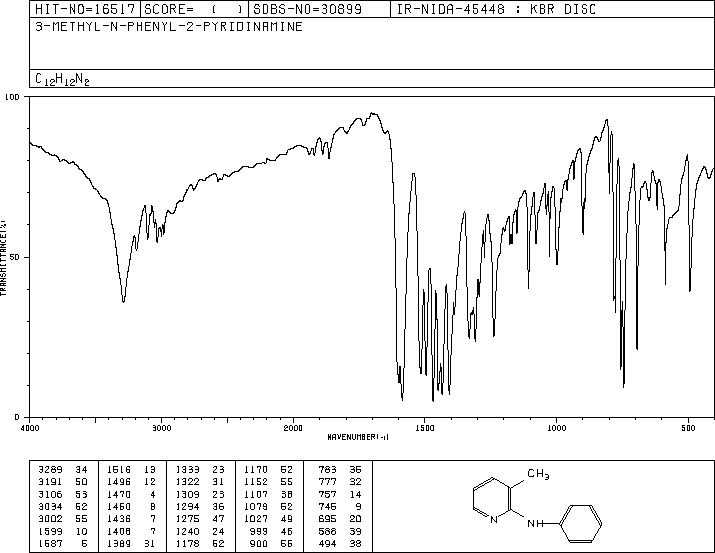 HIT-NO=16517 SCORE= ( ) SDBS-NO=30899 IR-NIDA-45448 : KBR DISC
3-METHYL-N-PHENYL-2-PYRIDINAMINE
C12H12N2
100
50
0
TRANSMITTANCE(%)
4000 3000 2000 1500 1000 500
WAVENUMBER(-1)
3289 34 1516 13 1333 23 1170 52 783 35
3191 50 1496 12 1322 31 1152 55 777 32
3106 53 1470 4 1309 23 1107 38 757 14
3034 52 1450 8 1294 36 1079 52 745 9
3002 55 1436 7 1275 47 1027 49 695 20
1599 10 1408 7 1240 24 999 46 588 39
1587 5 1389 31 1178 52 900 55 494 38
CH3
N
NH